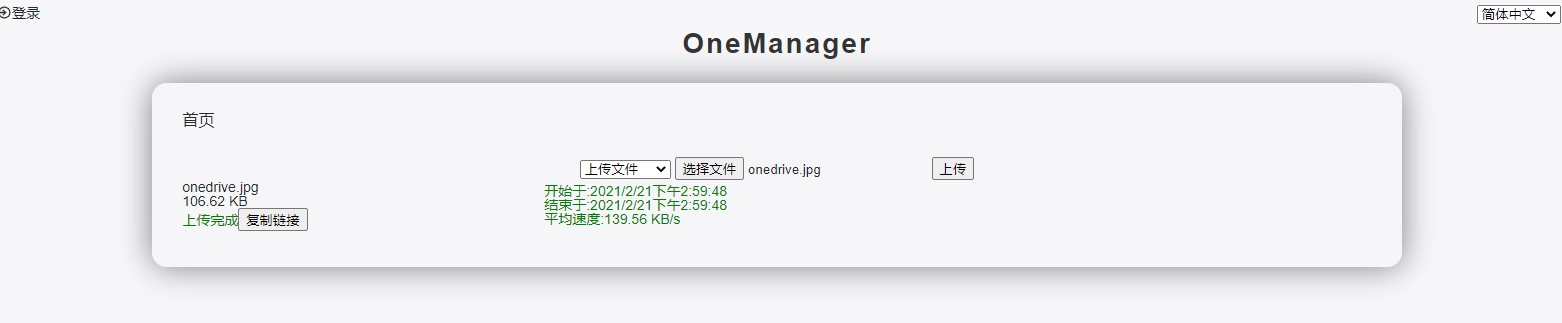 登录
简体中文
OneManager
首页
上传文件 选择文件 onedrive.jpg 上传
onedrive.jpg
106.62 KB
上传完成 复制链接
开始于:2021/2/21下午2:59:48
结束于:2021/2/21下午2:59:48
平均速度:139.56 KB/s